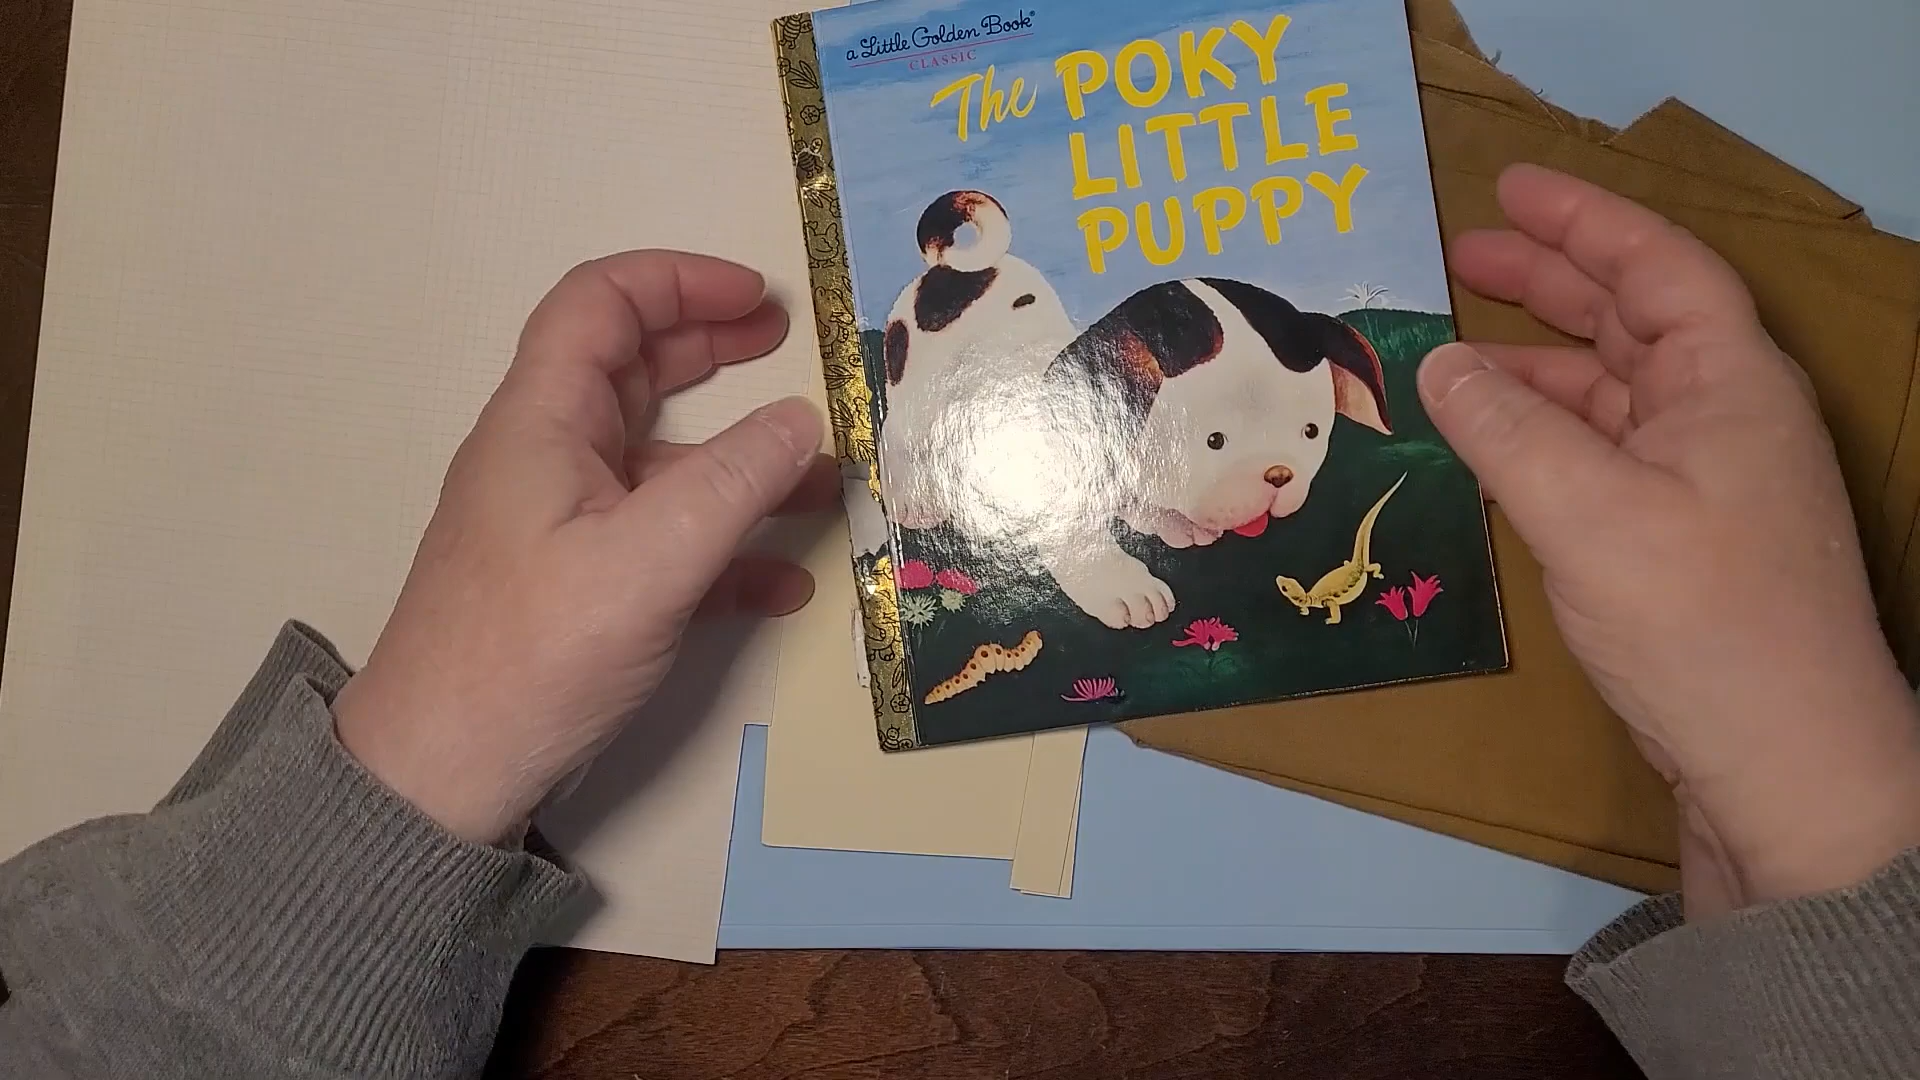 a Little Golden Book®
CLASSIC
The POKY
LITTLE
PUPPY